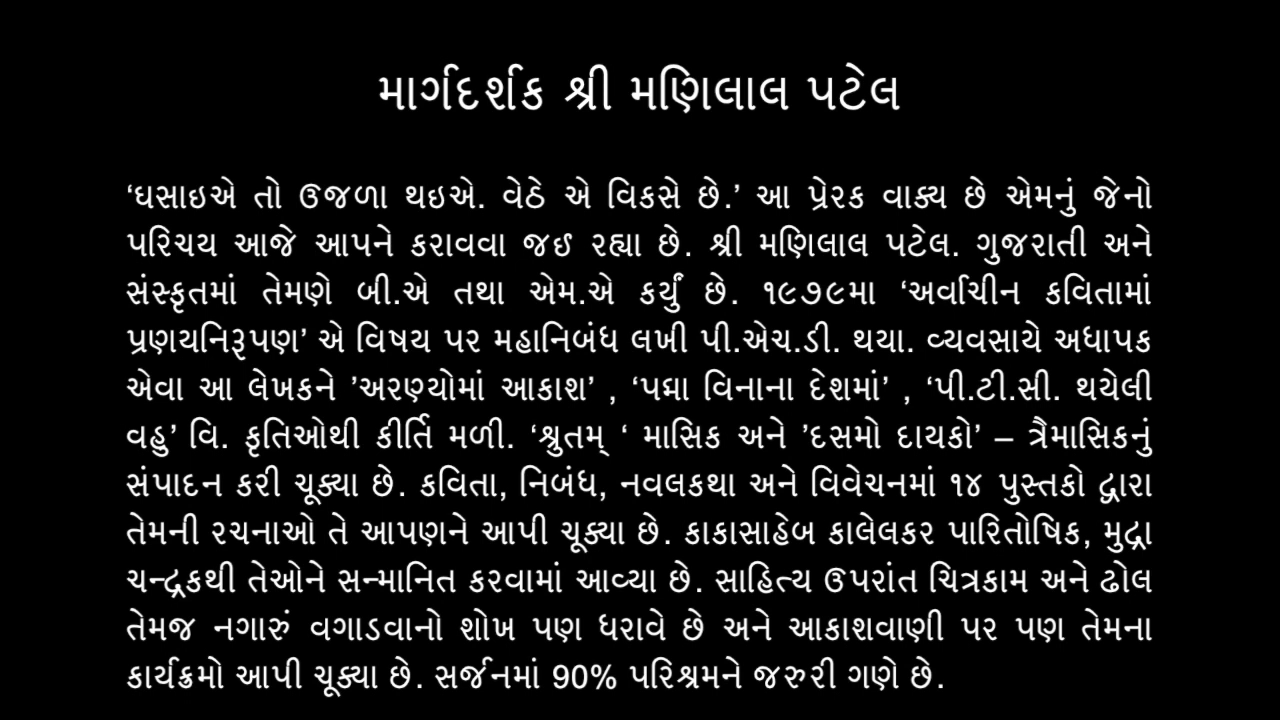 માર્ગદર્શક શ્રી મણિલાલ પટેલ
‘ઘસાઇએ તો ઉજળા થઇએ. વેઠે એ વિકસે છે.’ આ પ્રેરક વાક્ય છે એમનું જેનો
પરિચય આજે આપને કરાવવા જઈ રહ્યા છે. શ્રી મણિલાલ પટેલ. ગુજરાતી અને
સંસ્કૃતમાં તેમણે બી.એ તથા એમ.એ કર્યું છે. ૧૯૭૯મા ‘અર્વાચીન કવિતામાં
પ્રણયનિરૂપણ’ એ વિષય પર મહાનિબંધ લખી પી.એચ.ડી. થયા. વ્યવસાયે અધાપક
એવા આ લેખકને ’અરણ્યોમાં આકાશ’ , ‘પદ્મા વિનાના દેશમાં’ , ‘પી.ટી.સી. થયેલી
વહુ’ વિ. કૃતિઓથી કીર્તિ મળી. ‘શ્રુતમ્ ‘ માસિક અને ’દસમો દાયકો’ – ત્રૈમાસિકનું
સંપાદન કરી ચૂક્યા છે. કવિતા, નિબંધ, નવલકથા અને વિવેચનમાં ૧૪ પુસ્તકો દ્વારા
તેમની રચનાઓ તે આપણને આપી ચૂક્યા છે. કાકાસાહેબ કાલેલકર પારિતોષિક, મુદ્રા
ચન્દ્રકથી તેઓને સન્માનિત કરવામાં આવ્યા છે. સાહિત્ય ઉપરાંત ચિત્રકામ અને ઢોલ
તેમજ નગારું વગાડવાનો શોખ પણ ધરાવે છે અને આકાશવાણી પર પણ તેમના
કાર્યક્રમો આપી ચૂક્યા છે. સર્જનમાં 90% પરિશ્રમને જરુરી ગણે છે.